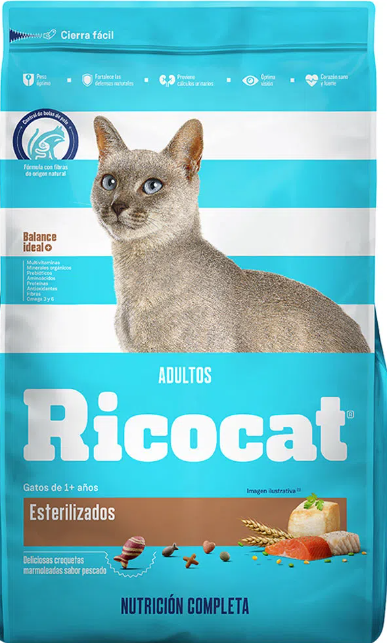 Cierra fácil
Peso
óptimo
Fortalece las
defensas naturales
Previene
cálculos urinarios
Óptima
visión
Corazón sano
y fuerte
Control de bolas de pelo
Fórmula con fibras
de origen natural
Balance
ideal+
Multivitaminas
Minerales orgánicos
Prebióticos
Aminoácidos
Proteínas
Antioxidantes
Fibras
Omega 3 y 6
ADULTOS
Ricocat®
Gatos de 1+ años
Imagen ilustrativa
Esterilizados
Deliciosas croquetas
marmoleadas sabor pescado
NUTRICIÓN COMPLETA